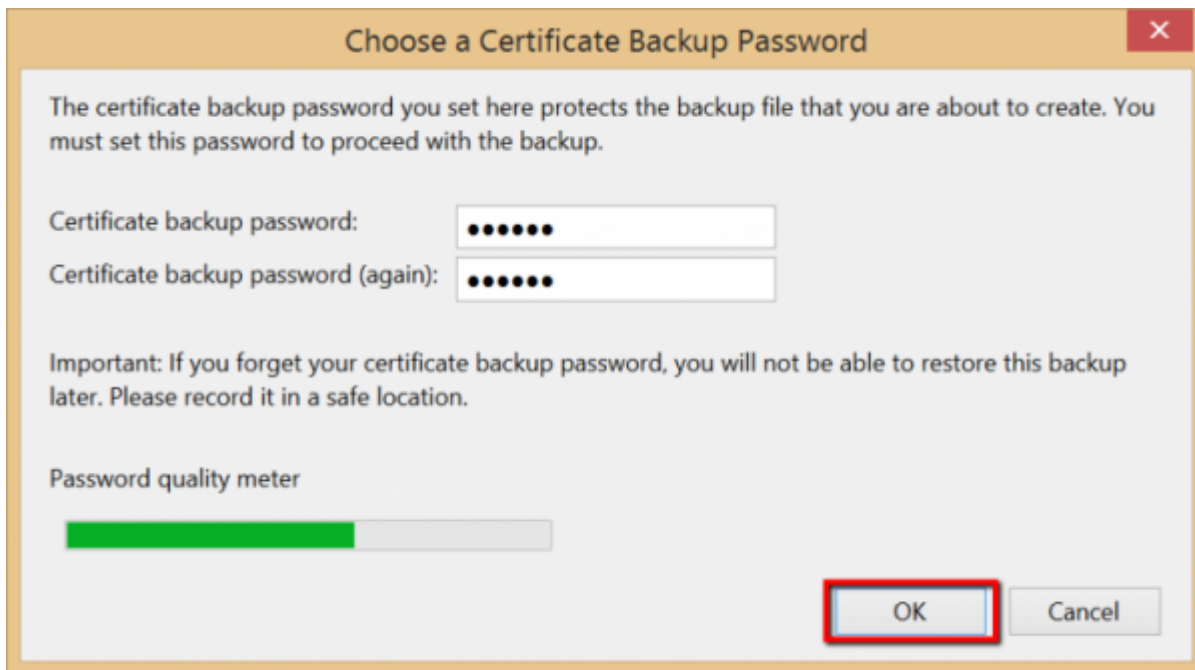 Choose a Certificate Backup Password
The certificate backup password you set here protects the backup file that you are about to create. You
must set this password to proceed with the backup.
Certificate backup password: ●●●●●●
Certificate backup password (again): ●●●●●●
Important: If you forget your certificate backup password, you will not be able to restore this backup
later. Please record it in a safe location.
Password quality meter
OK Cancel